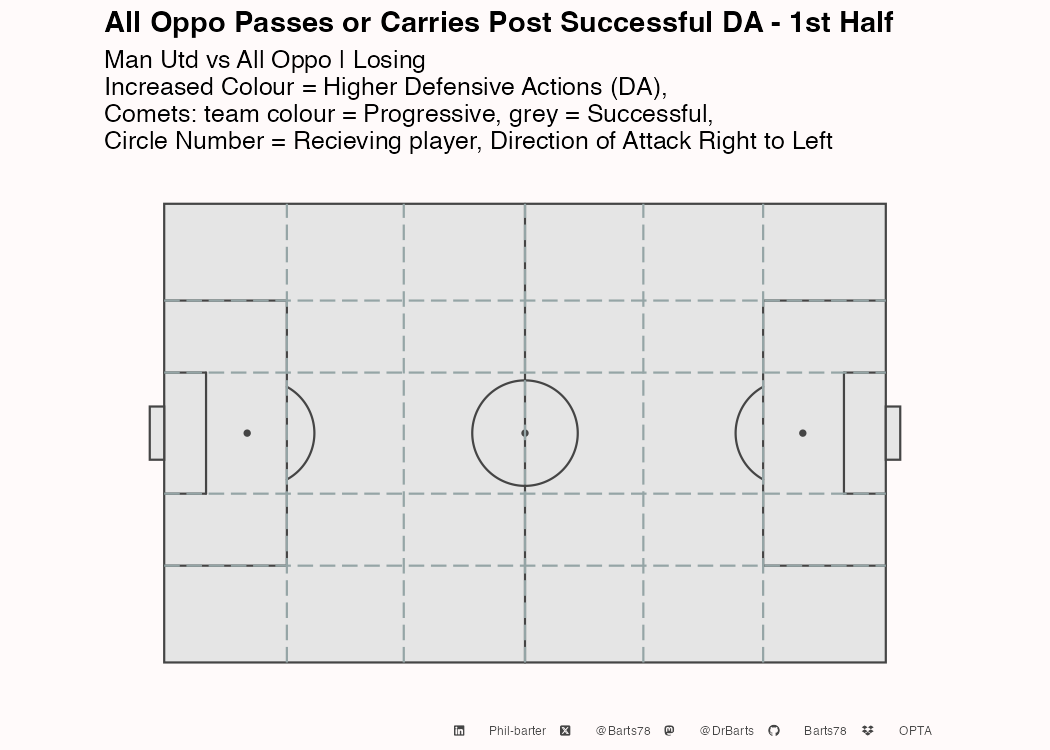 All Oppo Passes or Carries Post Successful DA - 1st Half
Man Utd vs All Oppo | Losing
Increased Colour = Higher Defensive Actions (DA),
Comets: team colour = Progressive, grey = Successful,
Circle Number = Recieving player, Direction of Attack Right to Left
Phil-barter @Barts78 @DrBarts Barts78 OPTA